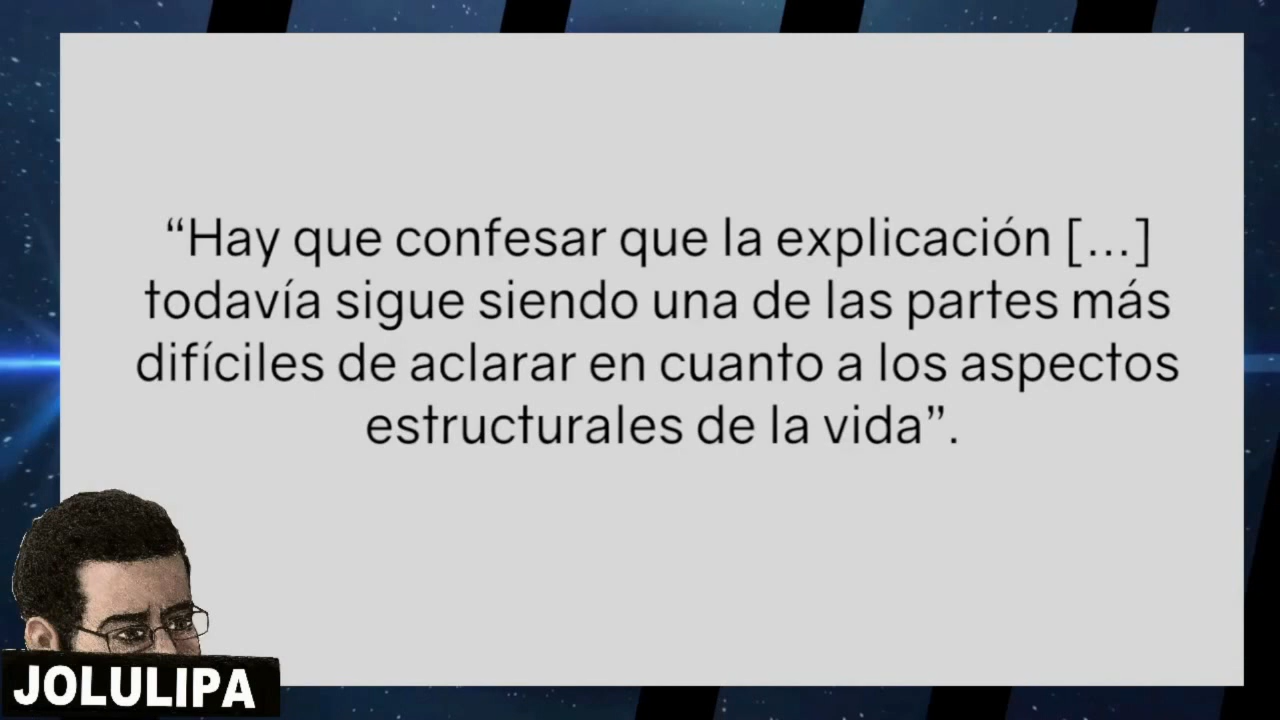 “Hay que confesar que la explicación [...]
todavía sigue siendo una de las partes más
difíciles de aclarar en cuanto a los aspectos
estructurales de la vida”.
JOLULIPA